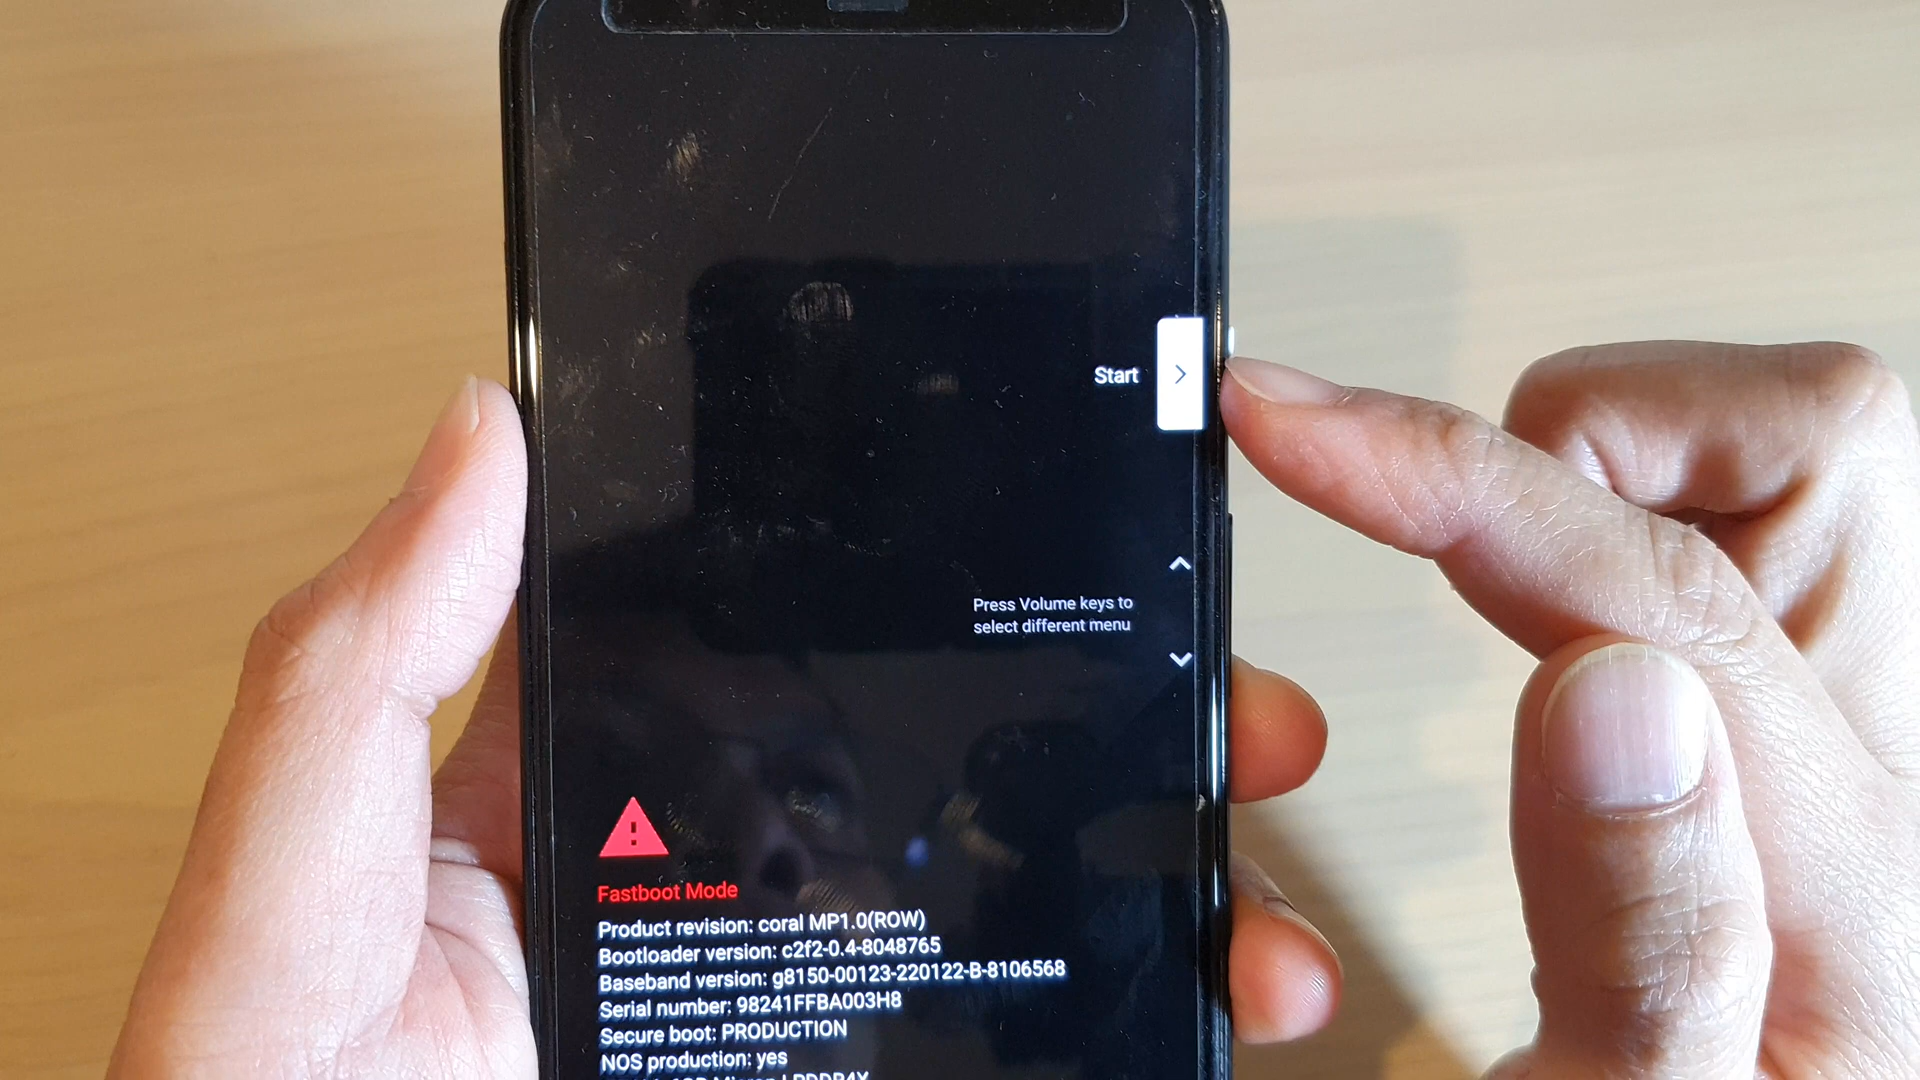 Start
Press Volume keys to
select different menu
Fastboot Mode
Product revision: coral MP1.0(ROW)
Bootloader version: c2f2-0.4-8048765
Baseband version: g8150-00123-220122-B-8106568
Serial number: 98241FFBA003H8
Secure boot: PRODUCTION
NOS production: yes